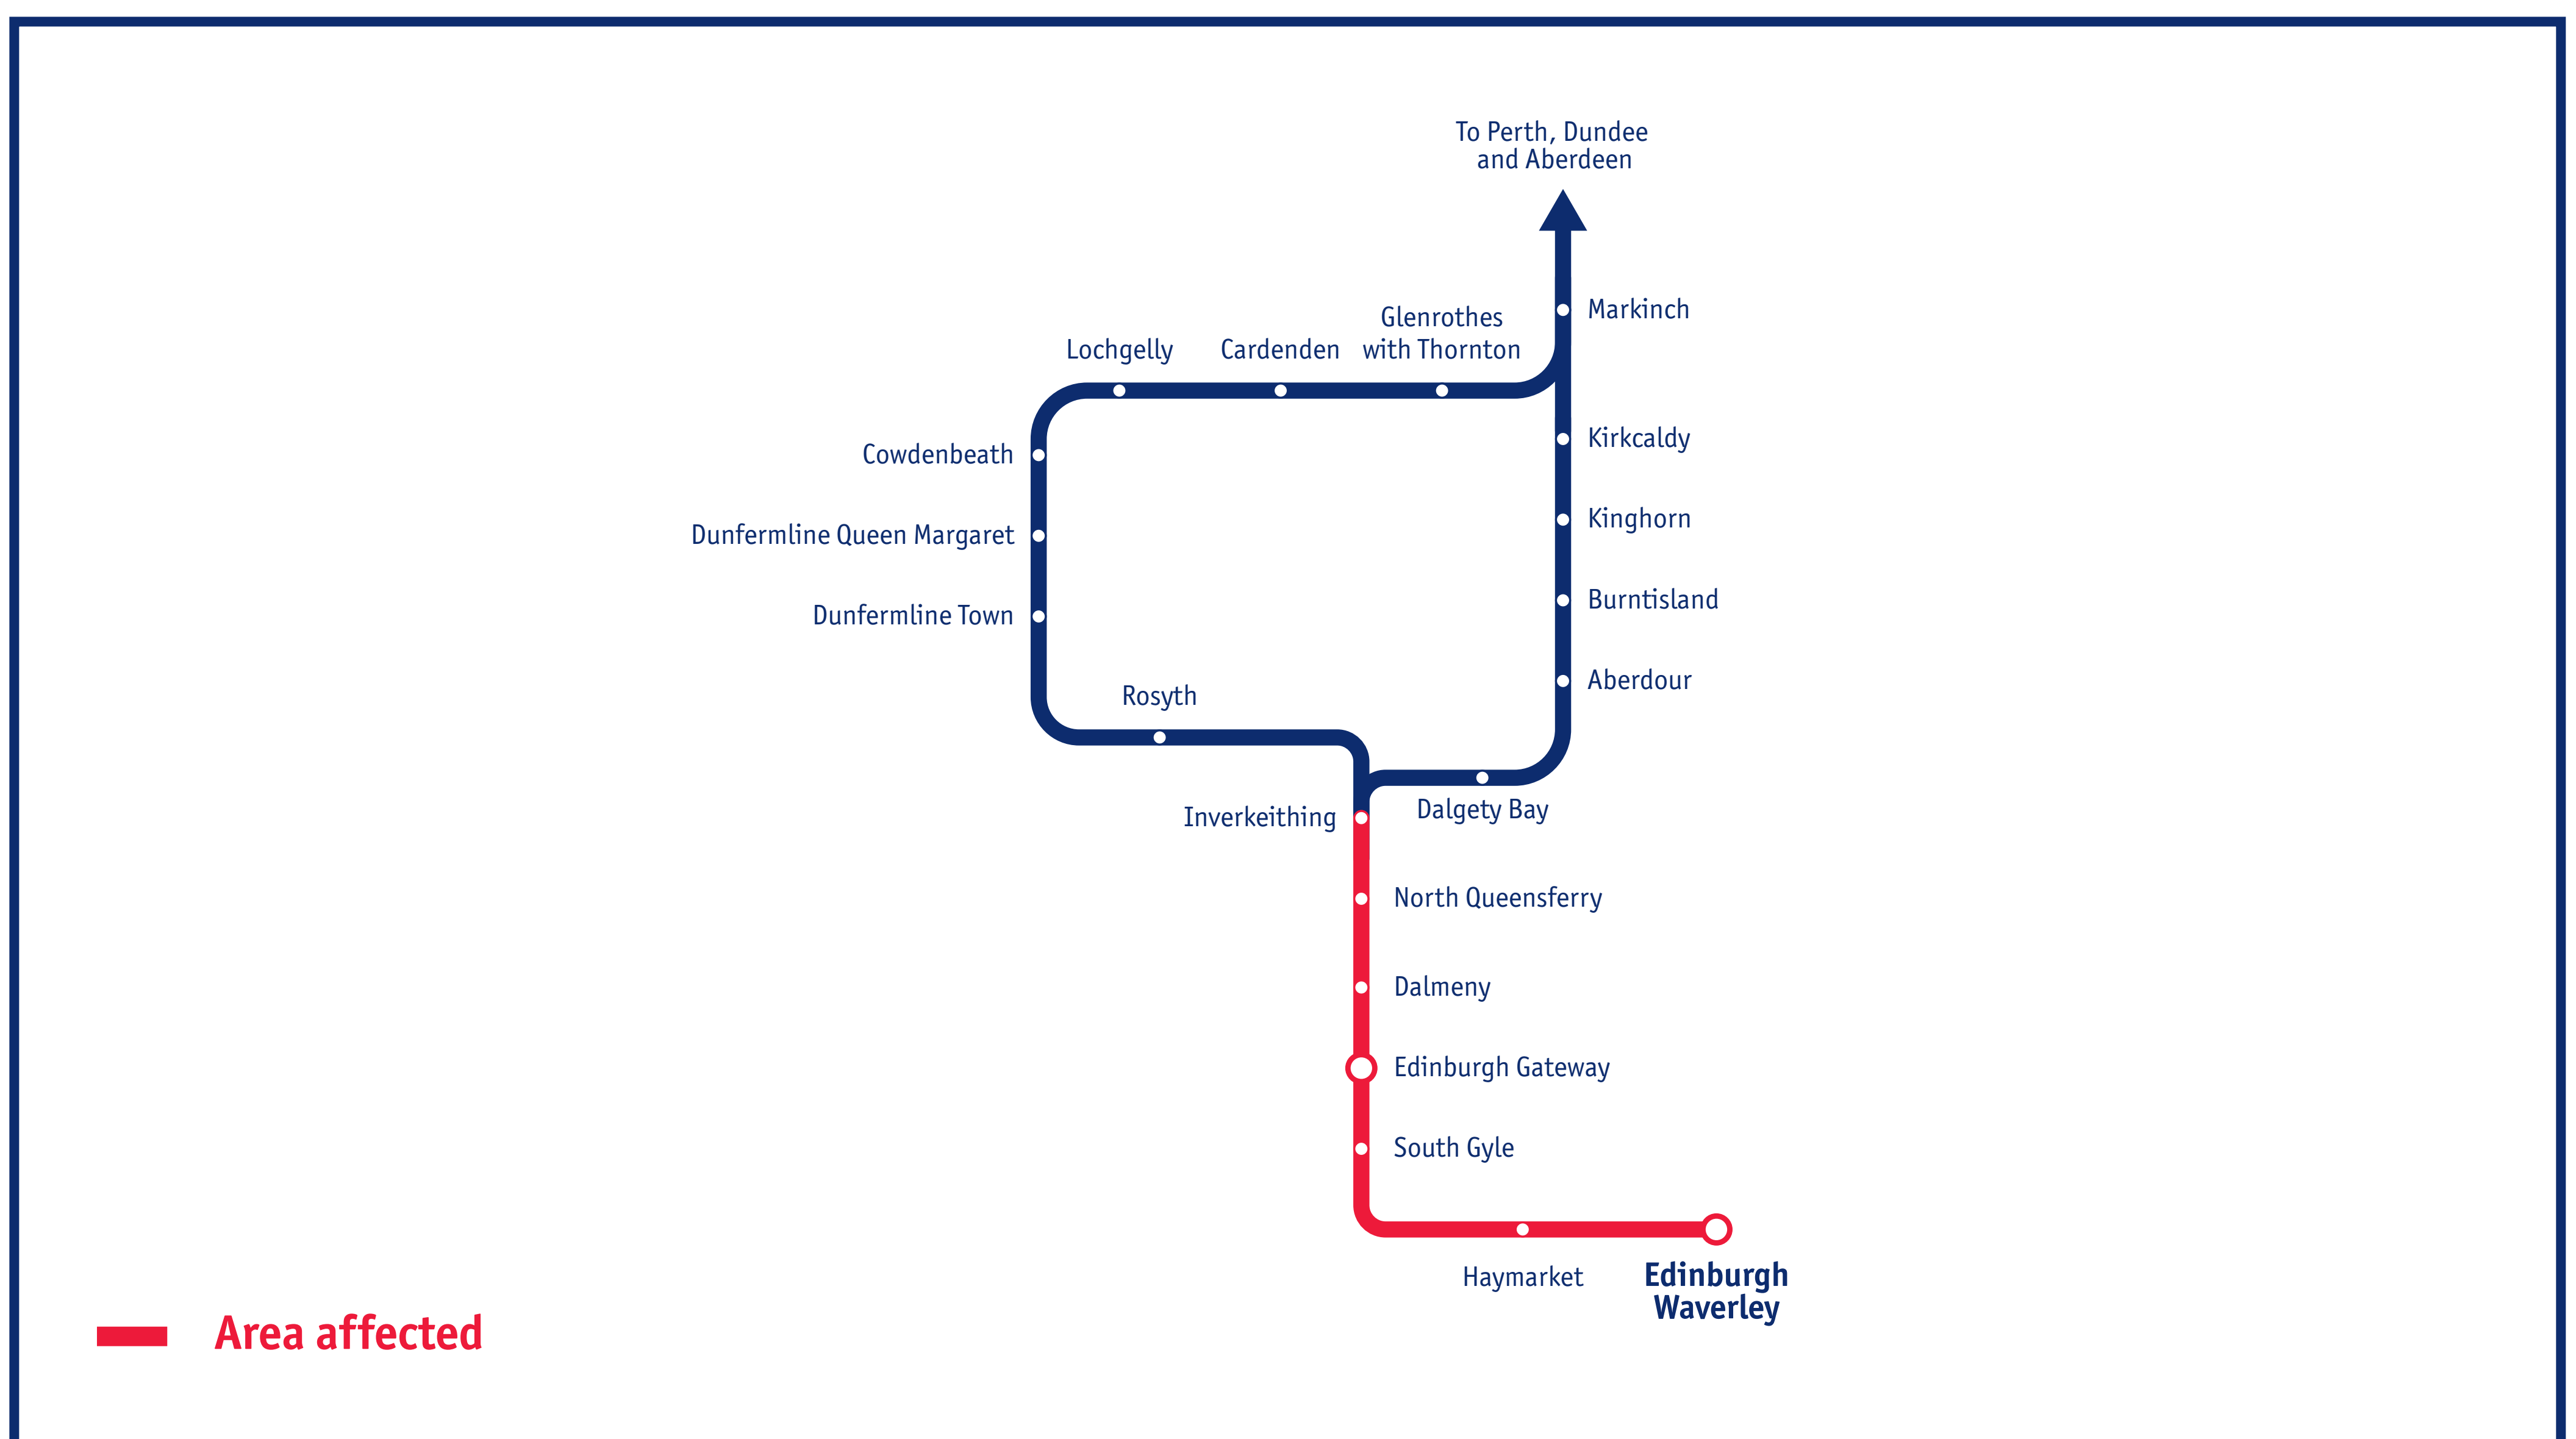 To Perth, Dundee
and Aberdeen
Markinch
Glenrothes
with Thornton
Lochgelly
Cardenden
Kirkcaldy
Cowdenbeath
Kinghorn
Dunfermline Queen Margaret
Burntisland
Dunfermline Town
Aberdour
Rosyth
Dalgety Bay
Inverkeithing
North Queensferry
Dalmeny
Edinburgh Gateway
South Gyle
Haymarket
Edinburgh
Waverley
Area affected